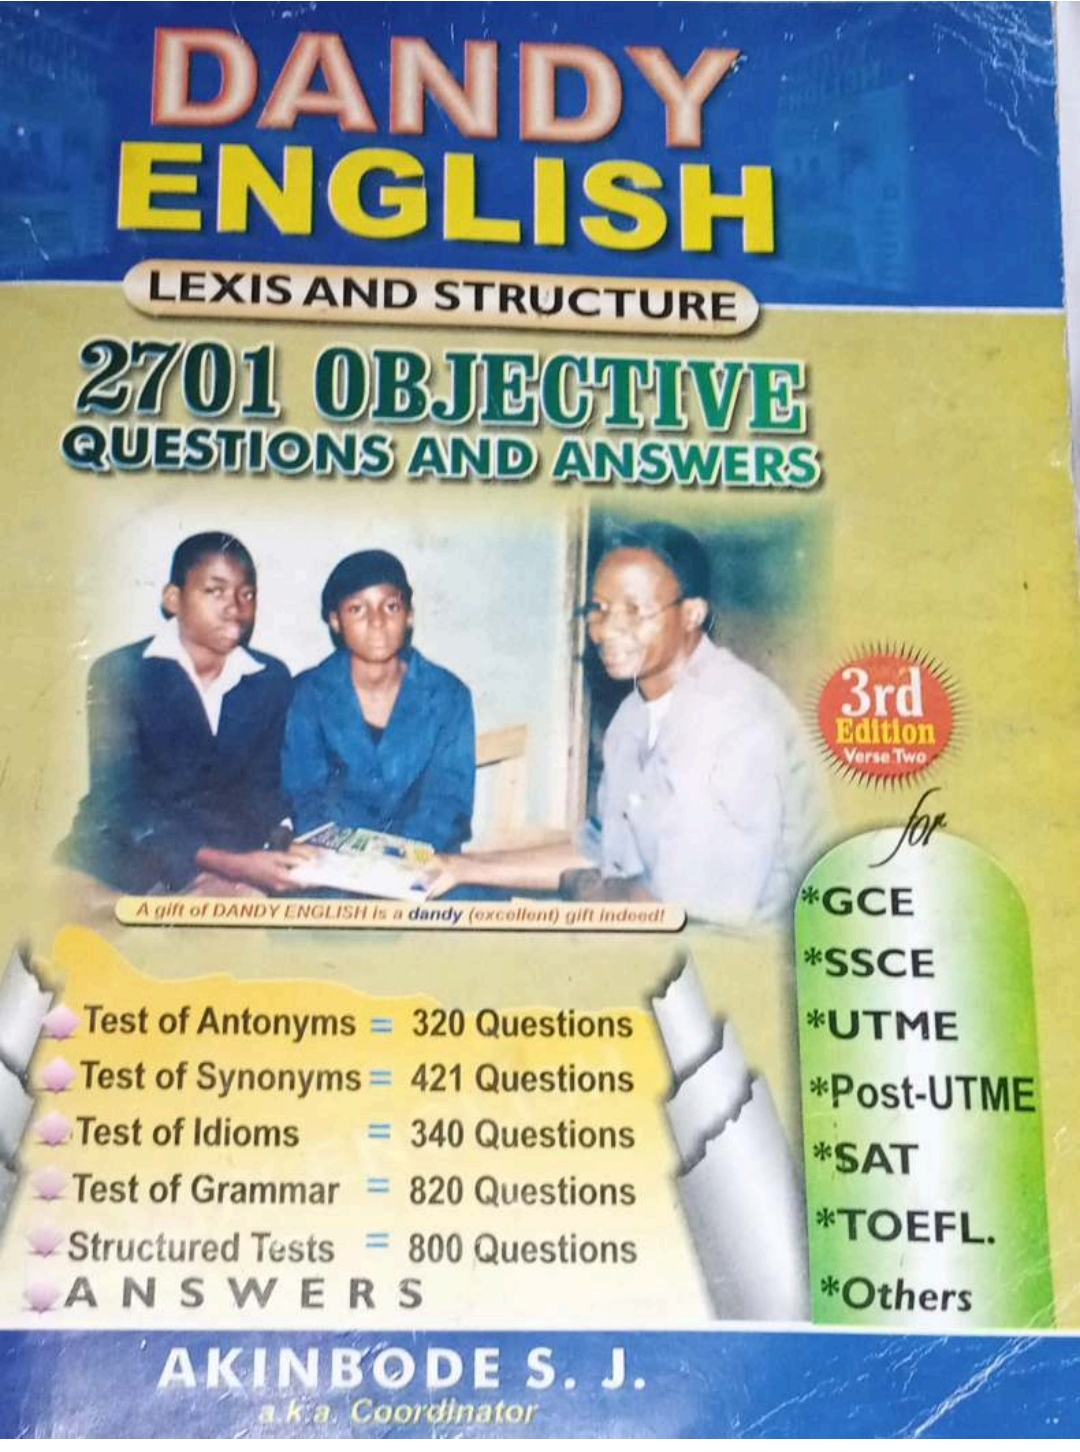 DANDY
ENGLISH
LEXIS AND STRUCTURE
2701 OBJECTIVE
QUESTIONS AND ANSWERS
3rd
Edition
Verse Two
for
A gift of DANDY ENGLISH is a dandy (excellent) gift indeed!
*GCE
*SSCE
*UTME
*Post-UTME
*SAT
*TOEFL.
*Others
Test of Antonyms = 320 Questions
Test of Synonyms = 421 Questions
Test of Idioms = 340 Questions
Test of Grammar = 820 Questions
Structured Tests = 800 Questions
ANSWERS
AKINBODE S. J.
a.k.a. Coordinator